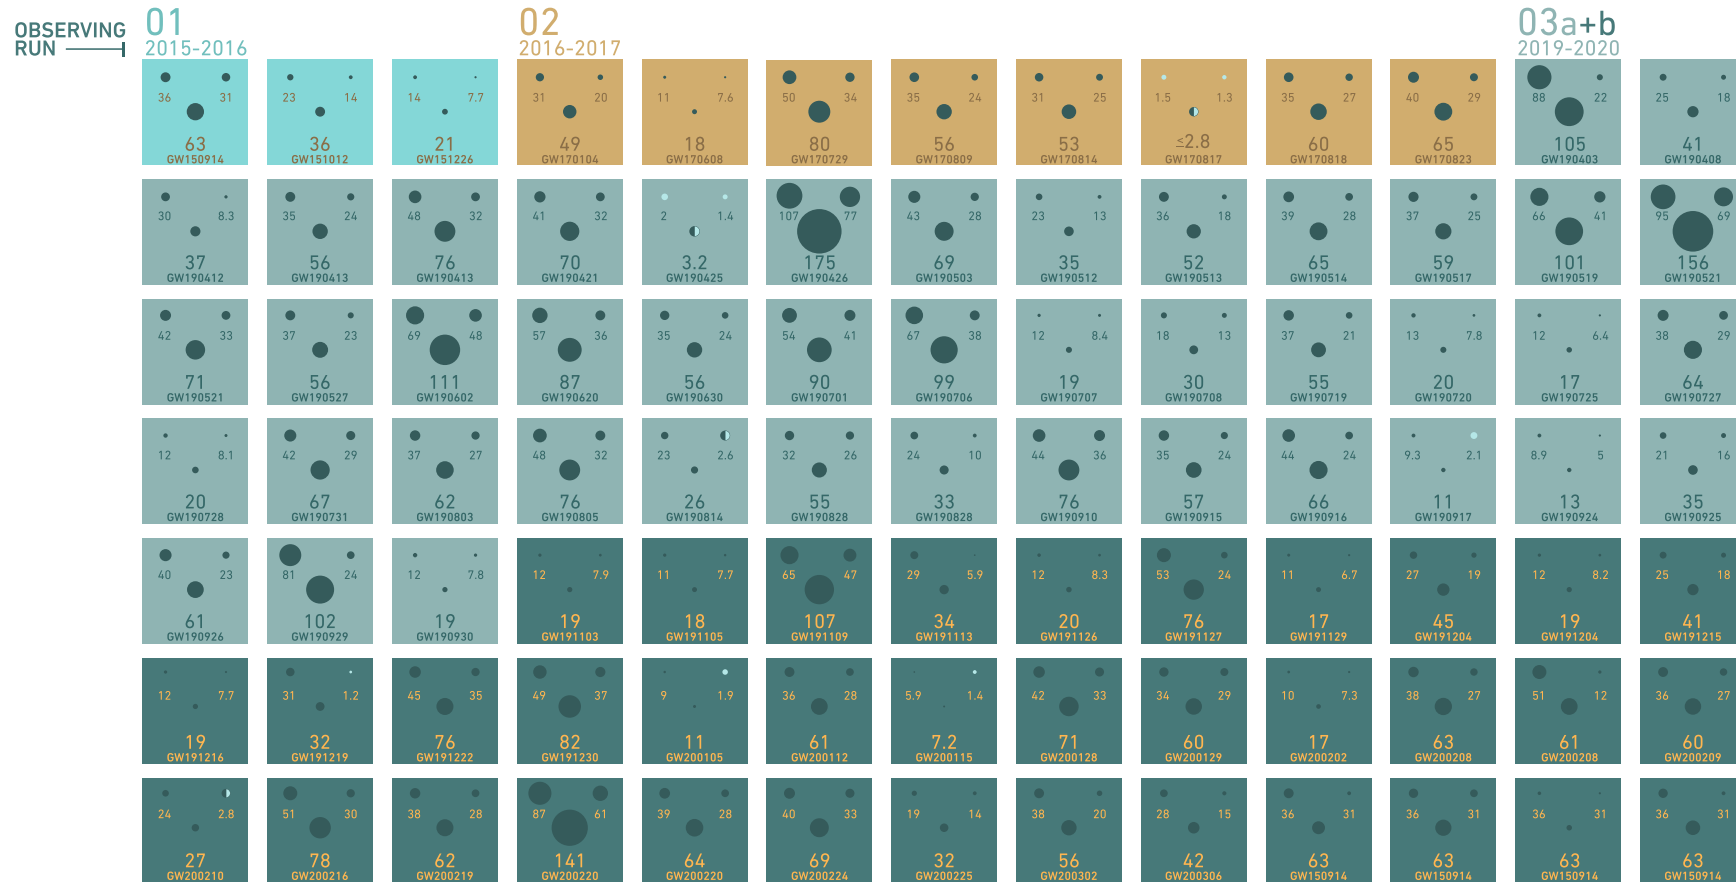 OBSERVING
RUN
01
2015-2016
02
2016-2017
03a+b
2019-2020
36 31 23 14 14 7.7 31 20 11 7.6 50 34 35 24 31 25 1.5 1.3 35 27 40 29 88 22 25 18
63 36 21 49 18 80 56 53 ≤2.8 60 65 105 41
GW150914 GW151012 GW151226 GW170104 GW170608 GW170729 GW170809 GW170814 GW170817 GW170818 GW170823 GW190403 GW190408
30 8.3 35 24 48 32 41 32 2 1.4 107 77 43 28 23 13 36 18 39 28 37 25 66 41 95 69
37 56 76 70 3.2 175 69 35 52 65 59 101 156
GW190412 GW190413 GW190413 GW190421 GW190425 GW190426 GW190503 GW190512 GW190513 GW190514 GW190517 GW190519 GW190521
42 33 37 23 69 48 57 36 35 24 54 41 67 38 12 8.4 18 13 37 21 13 7.8 12 6.4 38 29
71 56 111 87 56 90 99 19 30 55 20 17 64
GW190521 GW190527 GW190602 GW190620 GW190630 GW190701 GW190706 GW190707 GW190708 GW190719 GW190720 GW190725 GW190727
12 8.1 42 29 37 27 48 32 23 2.6 32 26 24 10 44 36 35 24 44 24 9.3 2.1 8.9 5 21 16
20 67 62 76 26 55 33 76 57 66 11 13 35
GW190728 GW190731 GW190803 GW190805 GW190814 GW190828 GW190828 GW190910 GW190915 GW190916 GW190917 GW190924 GW190925
40 23 81 24 12 7.8 12 7.9 11 7.7 65 47 29 5.9 12 8.3 53 24 11 6.7 27 19 12 8.2 25 18
61 102 19 19 18 107 34 20 76 17 45 19 41
GW190926 GW190929 GW190930 GW191103 GW191105 GW191109 GW191113 GW191126 GW191127 GW191129 GW191204 GW191204 GW191215
12 7.7 31 1.2 45 35 49 37 9 1.9 36 28 5.9 1.4 42 33 34 29 10 7.3 38 27 51 12 36 27
19 32 76 82 11 61 7.2 71 60 17 63 61 60
GW191216 GW191219 GW191222 GW191230 GW200105 GW200112 GW200115 GW200128 GW200129 GW200202 GW200208 GW200208 GW200209
24 2.8 51 30 38 28 87 61 39 28 40 33 19 14 38 20 28 15 36 31 36 31 36 31 36 31
27 78 62 141 64 69 32 56 42 63 63 63 63
GW200210 GW200216 GW200219 GW200220 GW200220 GW200224 GW200225 GW200302 GW200306 GW150914 GW150914 GW150914 GW150914